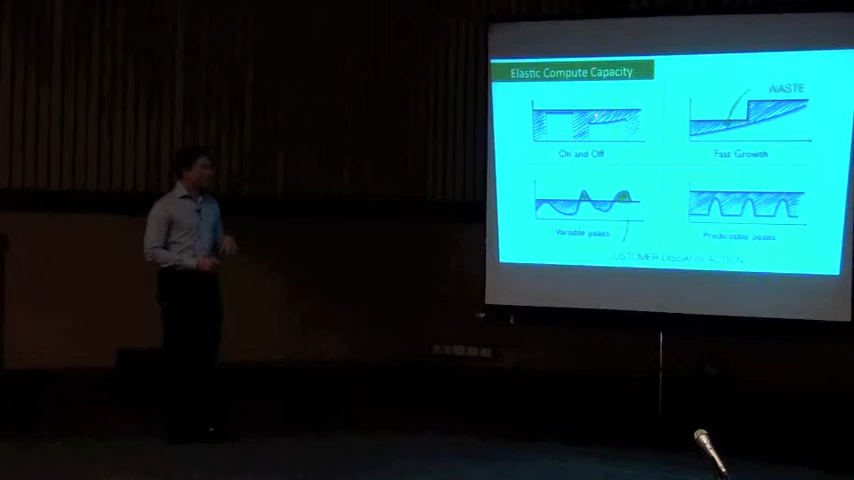 Elastic Compute Capacity
WASTE
On and Off
Fast Growth
Variable peaks
Predictable peaks
CUSTOMER DISSATISFACTION